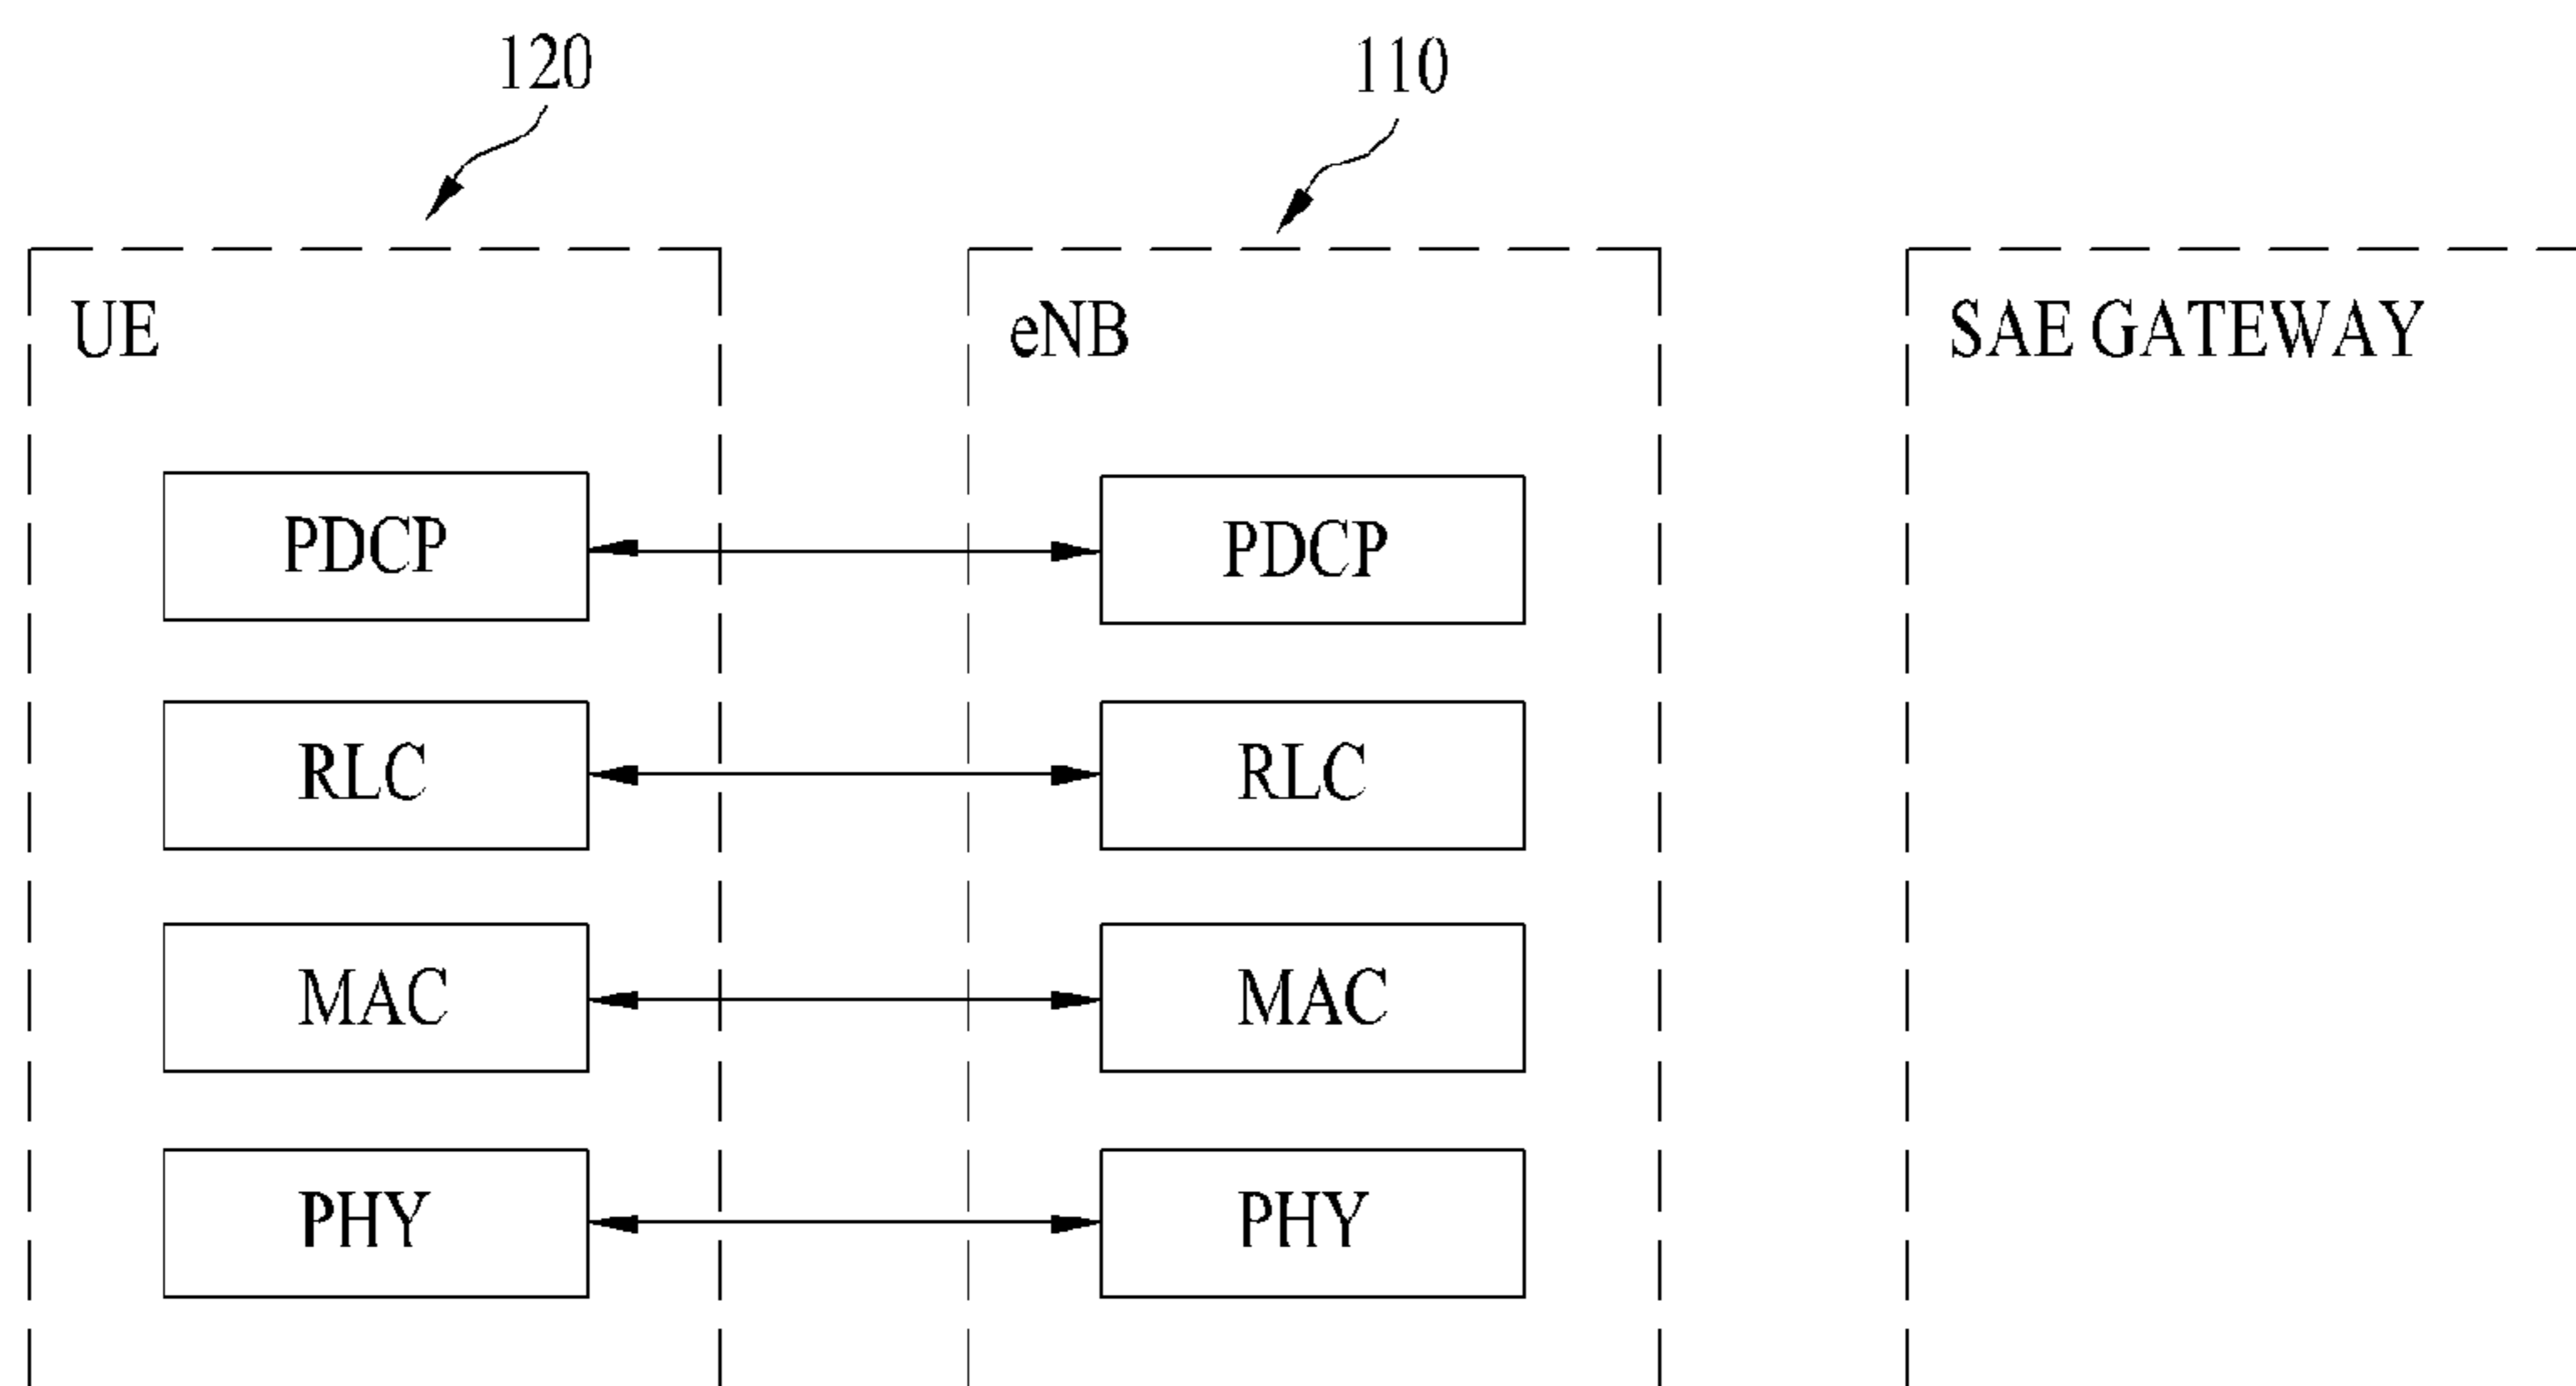 120
110
UE
eNB
SAE GATEWAY
PDCP
PDCP
RLC
RLC
MAC
MAC
PHY
PHY